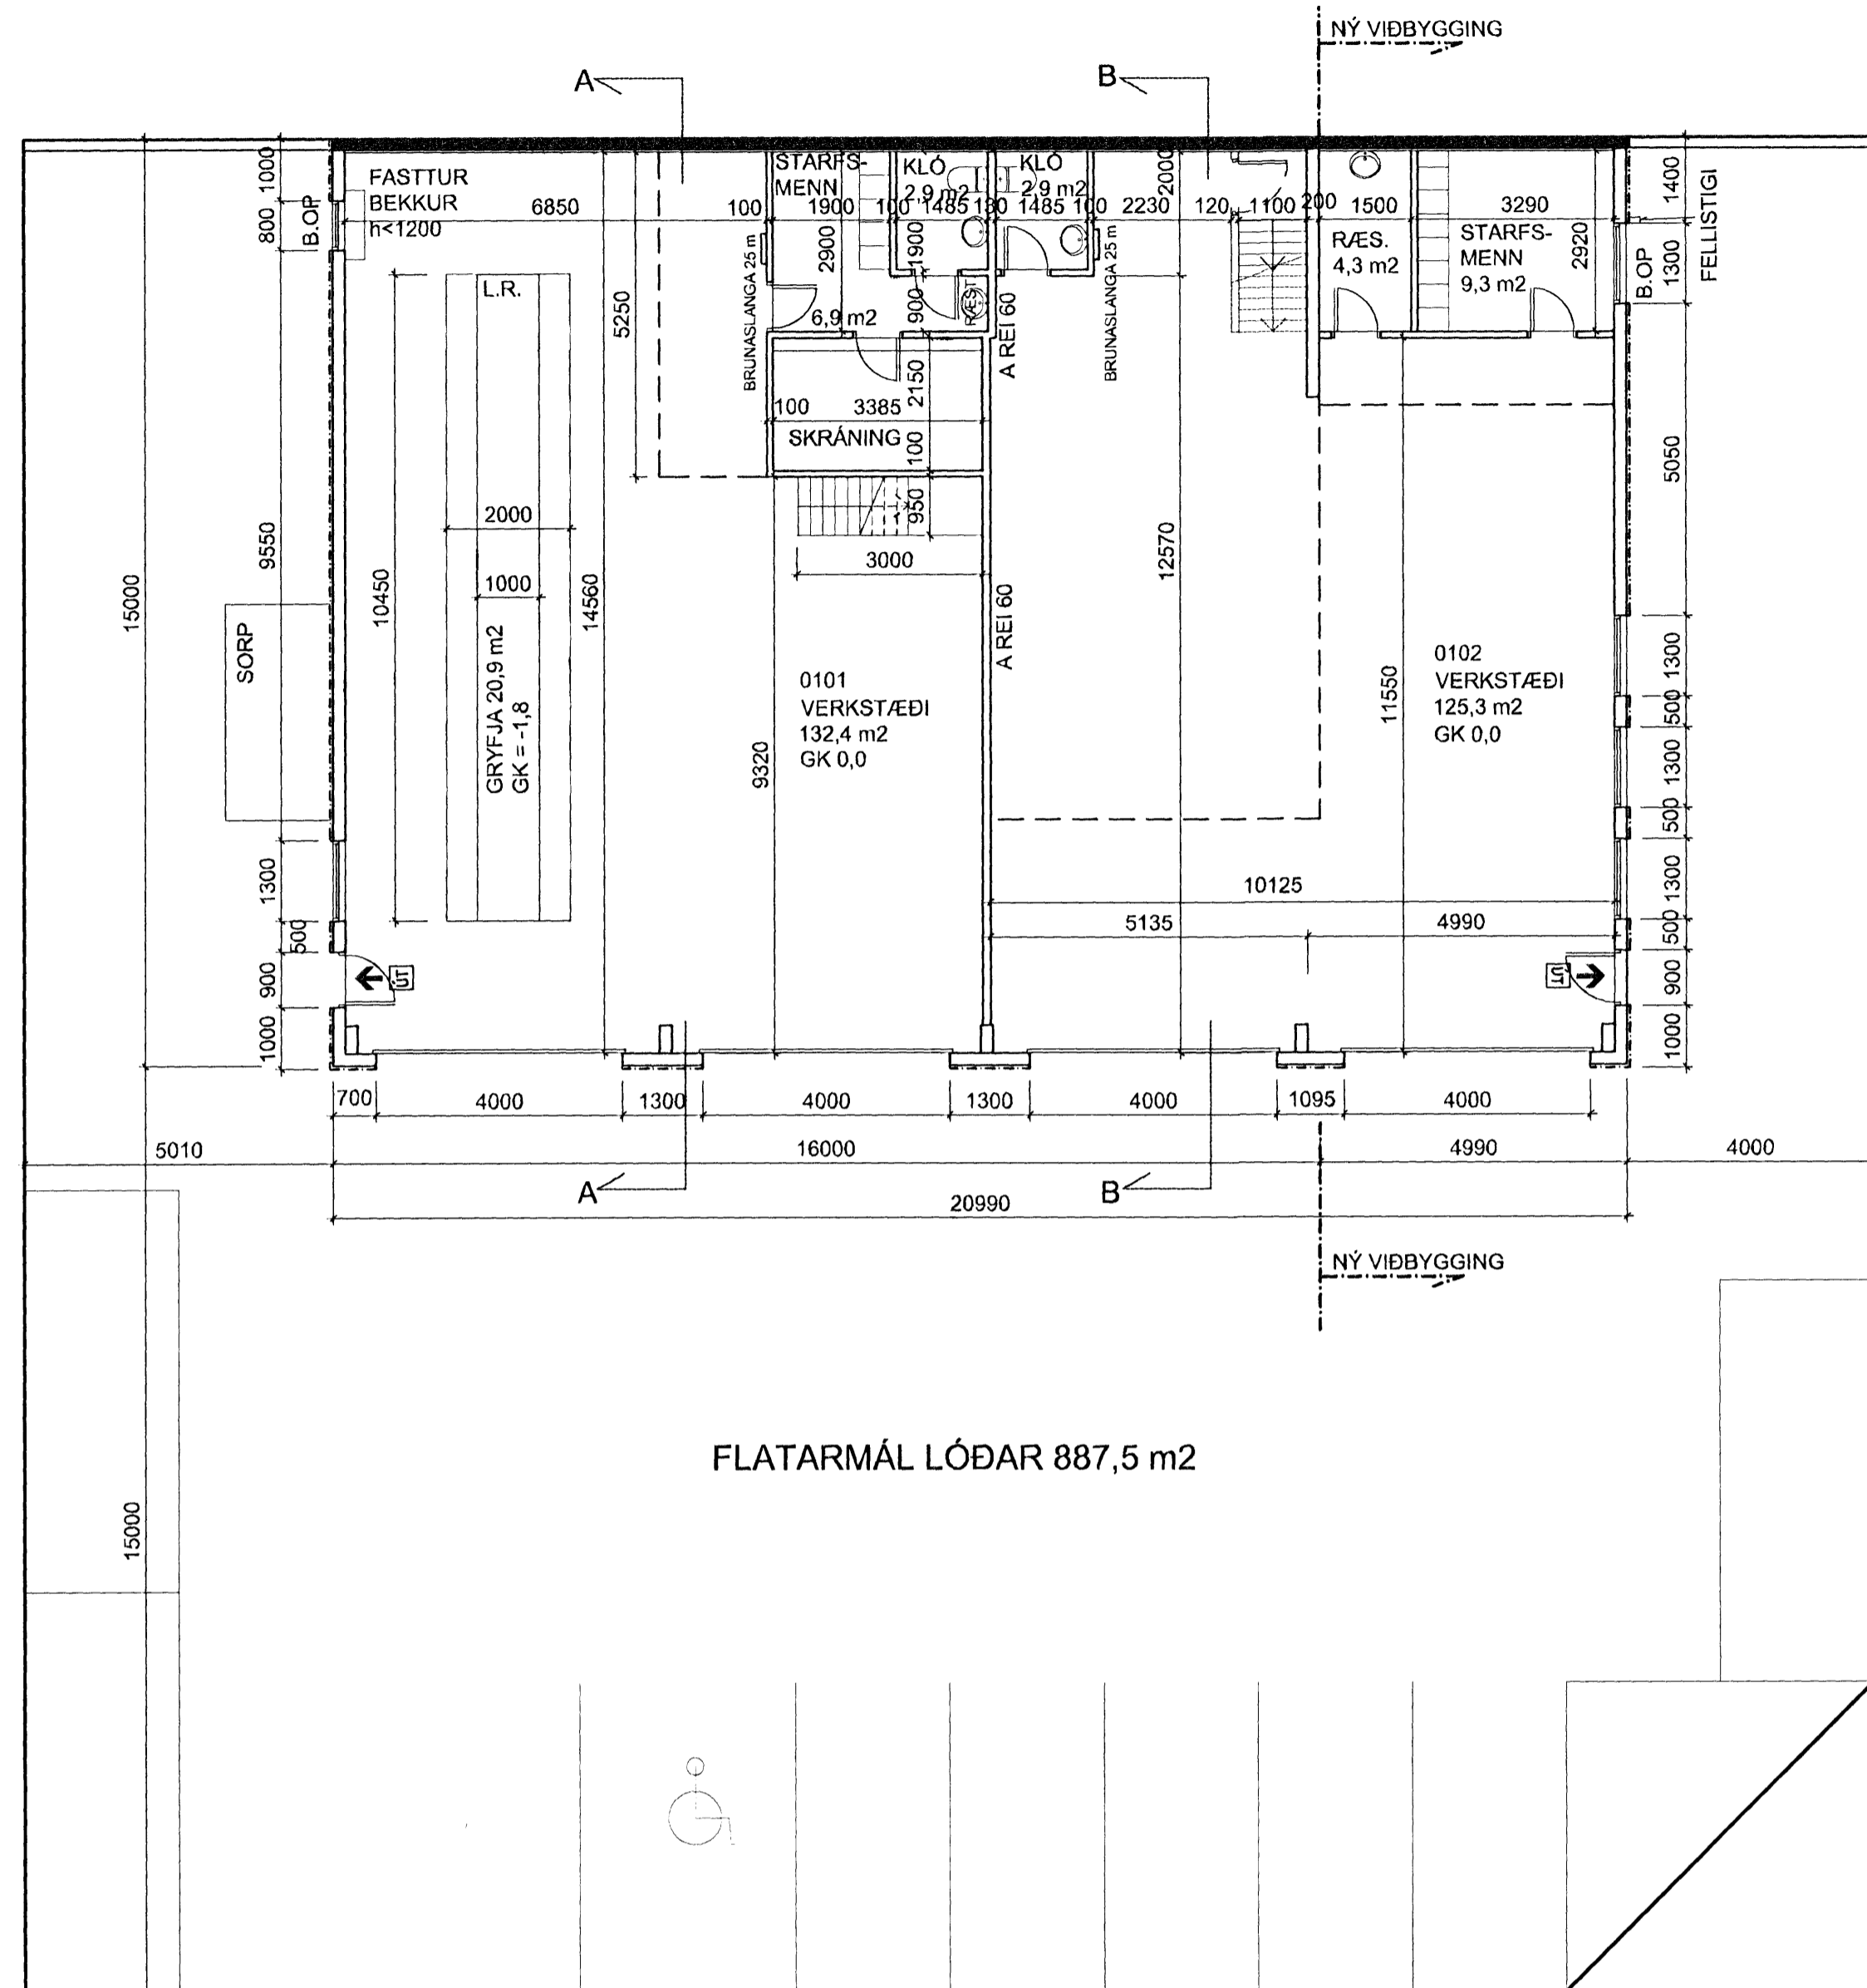 NÝ VIÐBYGGING
A
B
1000
800
B.OP
FASTTUR
BEKKUR
h<1200
6850
100
STARFS-
MENN
1900
100
KLÓ
2,9 m2
1485
130
KLÓ
2,9 m2
1485
100
2230
2000
120
1100
200
1500
3290
1400
FELLISTIGI
RÆS.
4,3 m2
STARFS-
MENN
9,3 m2
2920
B.OP
1300
L.R.
5250
BRUNASLANGA 25 m
2900
1900
900
RÆST
6,9 m2
A REI 60
BRUNASLANGA 25 m
2150
100
3385
SKRÁNING
100
950
3000
5050
2000
1000
9550
15000
10450
14560
12570
SORP
GRYFJA 20,9 m2
GK = -1,8
9320
A REI 60
0101
VERKSTÆÐI
132,4 m2
GK 0,0
11550
0102
VERKSTÆÐI
125,3 m2
GK 0,0
1300
500
1300
500
1300
500
900
1000
1300
500
900
1000
10125
5135
4990
ÚT
ÚT
700
4000
1300
4000
1300
4000
1095
4000
5010
16000
4990
4000
A
B
20990
NÝ VIÐBYGGING
FLATARMÁL LÓÐAR 887,5 m2
15000